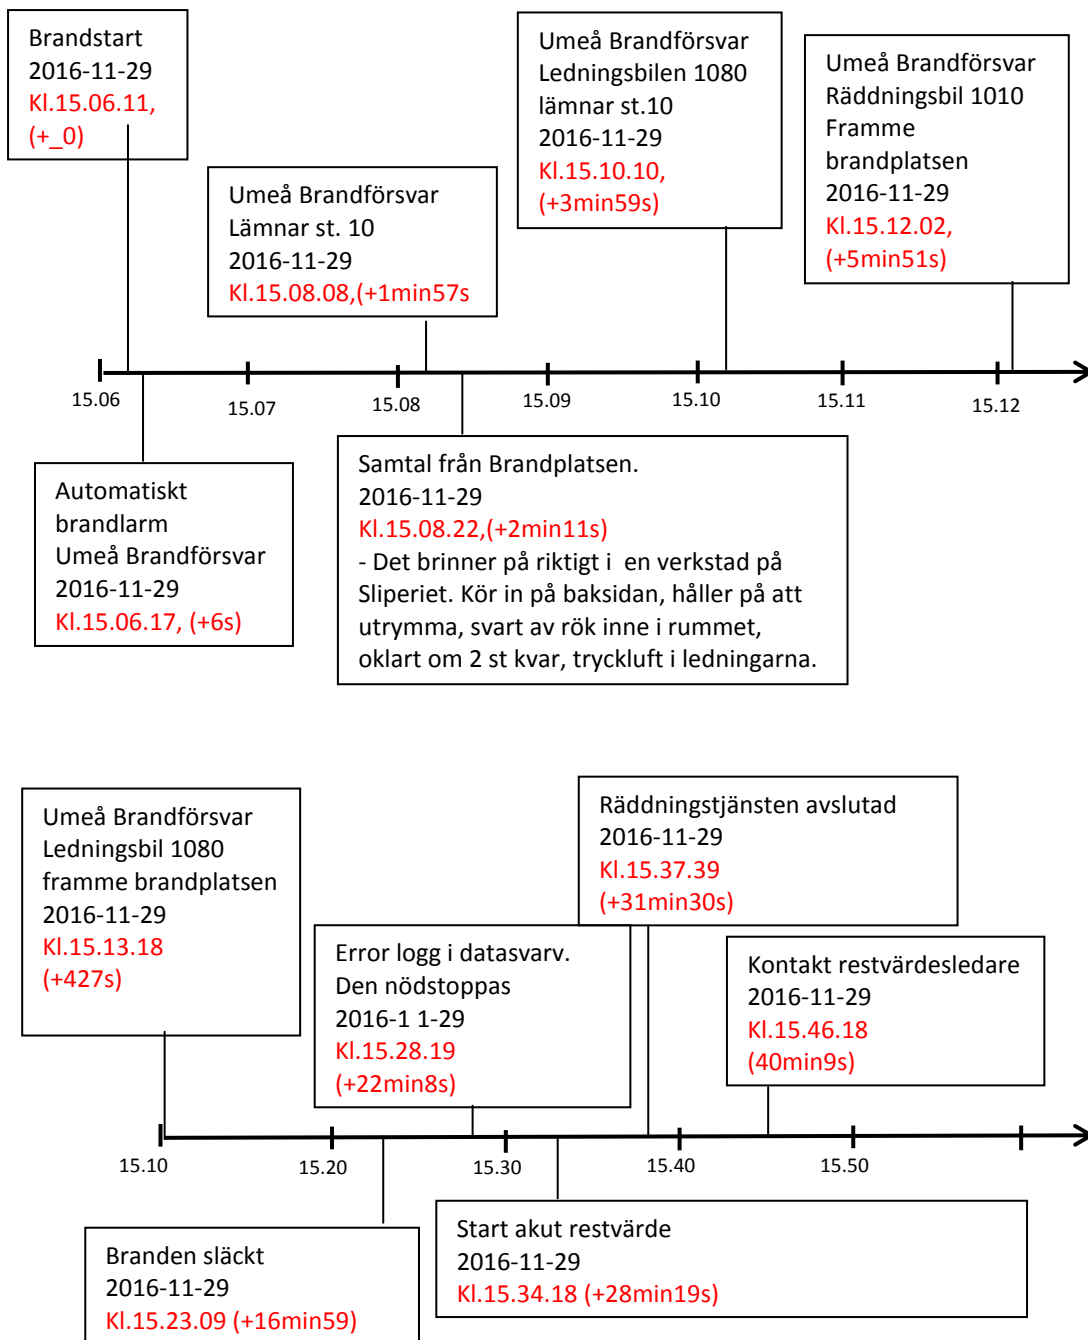 Brandstart
2016-11-29
Kl.15.06.11,
(+_0)
Umeå Brandförsvar
Lämnar st. 10
2016-11-29
Kl.15.08.08,(+1min57s
Umeå Brandförsvar
Ledningsbilen 1080
lämnar st.10
2016-11-29
Kl.15.10.10,
(+3min59s)
Umeå Brandförsvar
Räddningsbil 1010
Framme
brandplatsen
2016-11-29
Kl.15.12.02,
(+5min51s)
15.06
15.07
15.08
15.09
15.10
15.11
15.12
Automatiskt
brandlarm
Umeå Brandförsvar
2016-11-29
Kl.15.06.17, (+6s)
Samtal från Brandplatsen.
2016-11-29
Kl.15.08.22,(+2min11s)
- Det brinner på riktigt i en verkstad på
Sliperiet. Kör in på baksidan, håller på att
utrymma, svart av rök inne i rummet,
oklart om 2 st kvar, tryckluft i ledningarna.
Umeå Brandförsvar
Ledningsbil 1080
framme brandplatsen
2016-11-29
Kl.15.13.18
(+427s)
Error logg i datasvarv.
Den nödstoppas
2016-1 1-29
Kl.15.28.19
(+22min8s)
Räddningstjänsten avslutad
2016-11-29
Kl.15.37.39
(+31min30s)
Kontakt restvärdesledare
2016-11-29
Kl.15.46.18
(40min9s)
15.10
15.20
15.30
15.40
15.50
Branden släckt
2016-11-29
Kl.15.23.09 (+16min59)
Start akut restvärde
2016-11-29
Kl.15.34.18 (+28min19s)